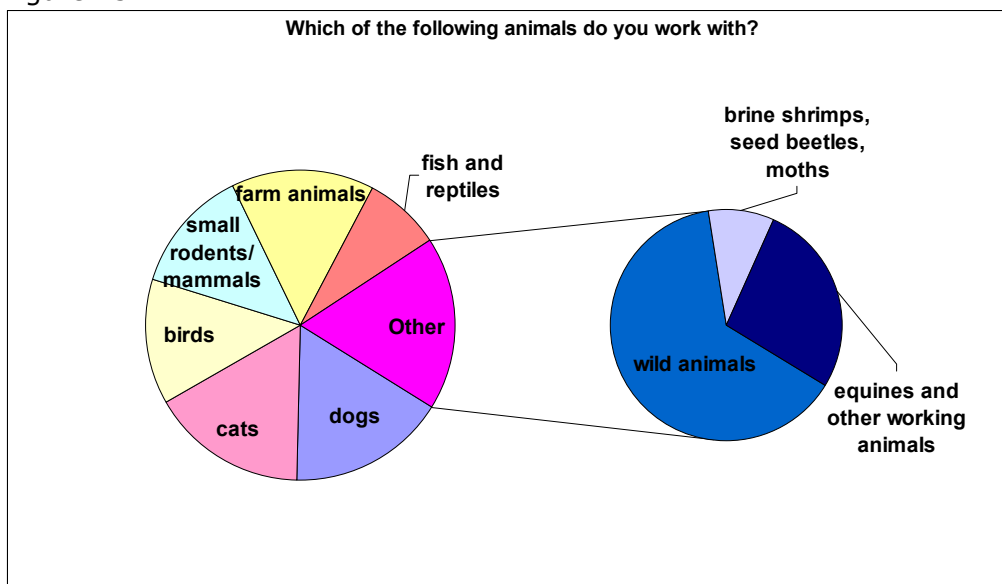 Which of the following animals do you work with?
brine shrimps,
seed beetles,
moths
fish and
reptiles
farm animals
small
rodents/
mammals
birds
Other
cats
dogs
wild animals
equines and
other working
animals